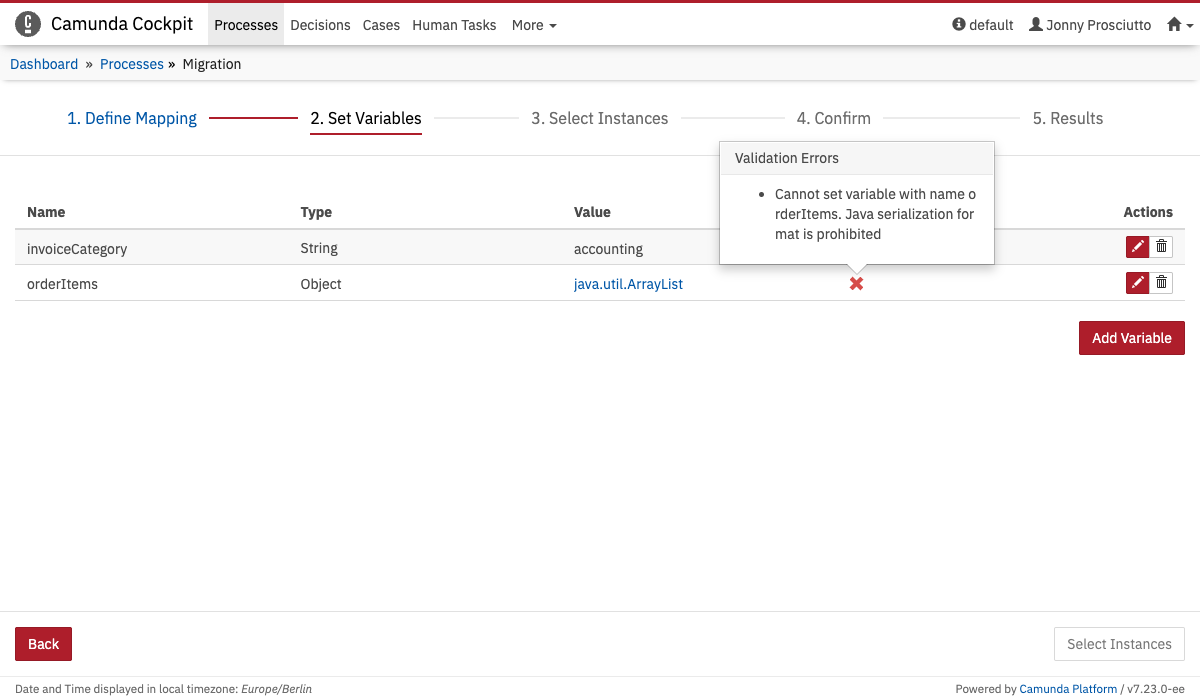 Camunda Cockpit Processes Decisions Cases Human Tasks More default Jonny Prosciutto
Dashboard » Processes » Migration
1. Define Mapping 2. Set Variables 3. Select Instances 4. Confirm 5. Results
Validation Errors
Cannot set variable with name o
rderItems. Java serialization for
mat is prohibited
Name Type Value Actions
invoiceCategory String accounting
orderItems Object java.util.ArrayList
Add Variable
Back Select Instances
Date and Time displayed in local timezone: Europe/Berlin Powered by Camunda Platform / v7.23.0-ee